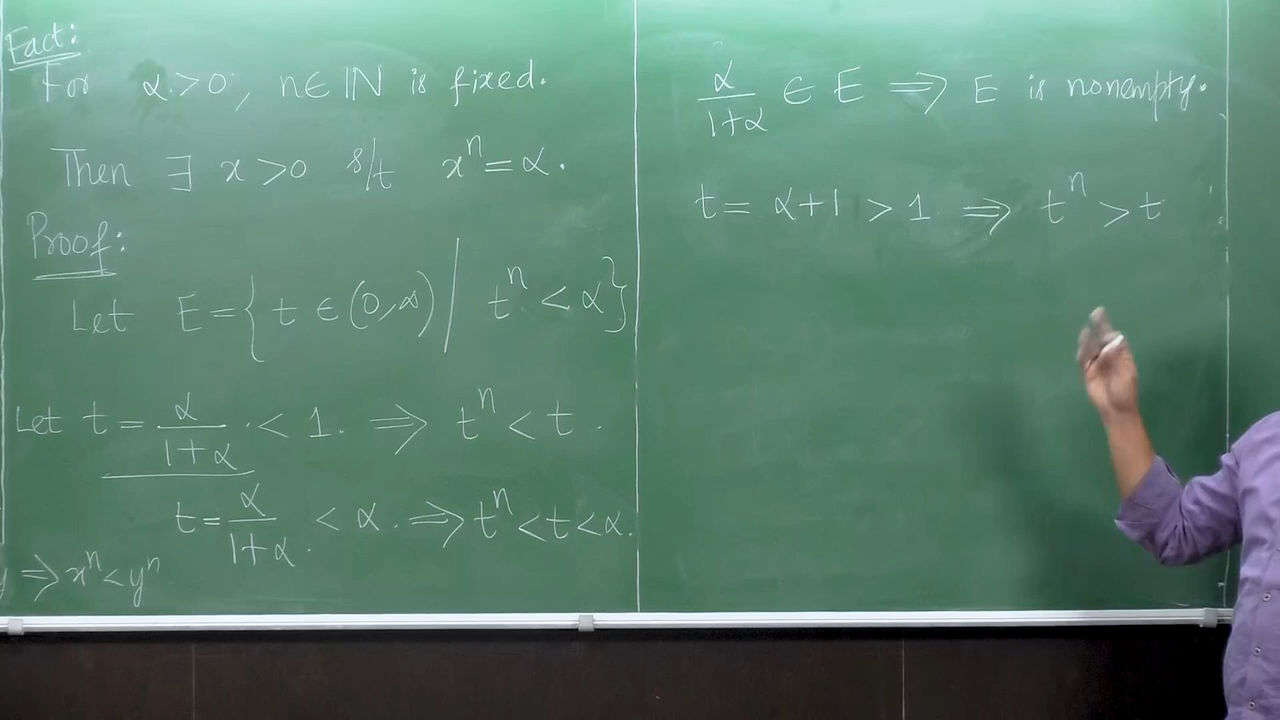 Fact:
For α > 0, n ∈ ℕ is fixed.
Then ∃ x > 0 s/t xⁿ = α.
Proof:
Let E = { t ∈ (0, ∞) | tⁿ < α }
Let t = α/(1+α) < 1. ⇒ tⁿ < t.
t = α/(1+α) < α. ⇒ tⁿ < t < α.
⇒ xⁿ < yⁿ
α/(1+α) ∈ E ⇒ E is nonempty.
t = α+1 > 1 ⇒ tⁿ > t